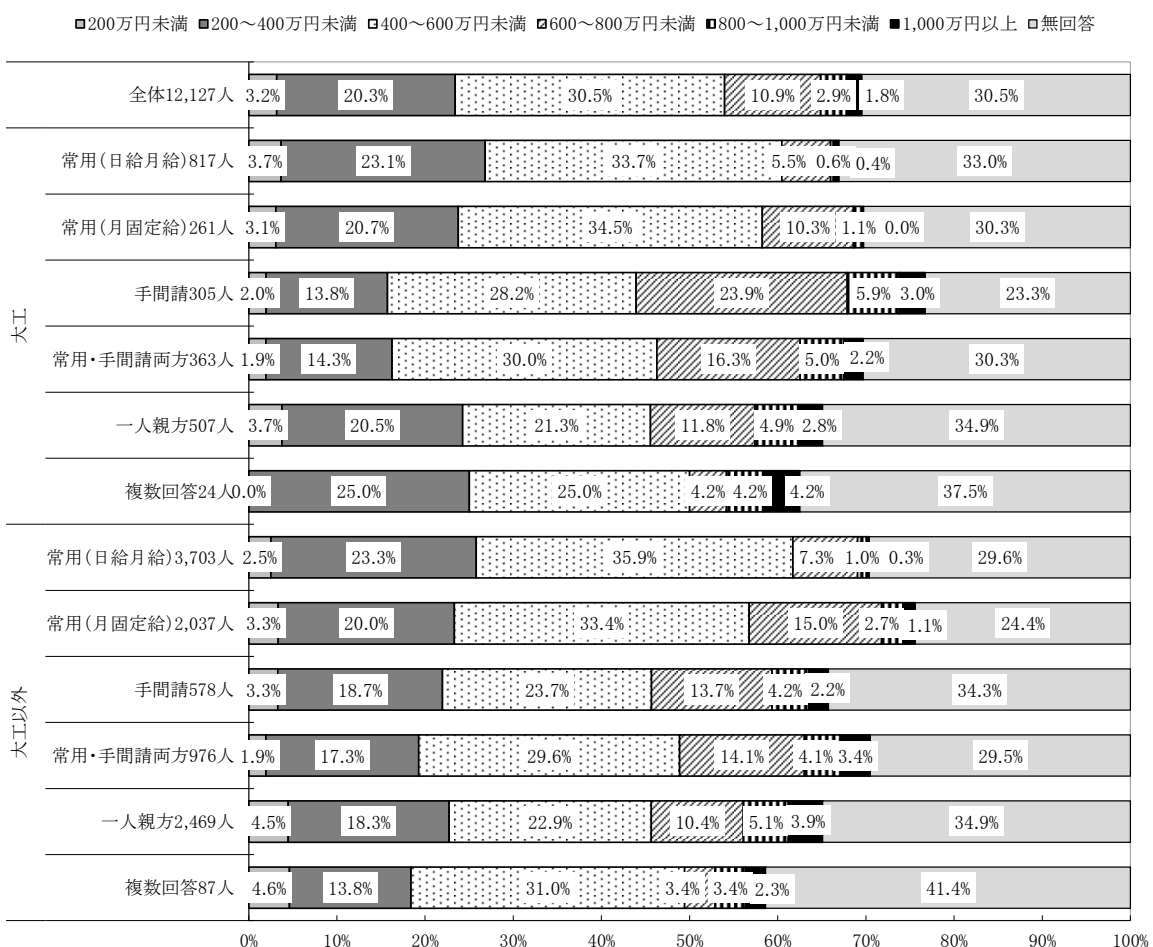 200万円未満 200～400万円未満 400～600万円未満 600～800万円未満 800～1,000万円未満 1,000万円以上 無回答
全体12,127人 3.2% 20.3% 30.5% 10.9% 2.9% 1.8% 30.5%
大工
常用(日給月給)817人 3.7% 23.1% 33.7% 5.5% 0.6% 0.4% 33.0%
常用(月固定給)261人 3.1% 20.7% 34.5% 10.3% 1.1% 0.0% 30.3%
手間請305人 2.0% 13.8% 28.2% 23.9% 5.9% 3.0% 23.3%
常用・手間請両方363人 1.9% 14.3% 30.0% 16.3% 5.0% 2.2% 30.3%
一人親方507人 3.7% 20.5% 21.3% 11.8% 4.9% 2.8% 34.9%
複数回答24人 0.0% 25.0% 25.0% 4.2% 4.2% 4.2% 37.5%
大工以外
常用(日給月給)3,703人 2.5% 23.3% 35.9% 7.3% 1.0% 0.3% 29.6%
常用(月固定給)2,037人 3.3% 20.0% 33.4% 15.0% 2.7% 1.1% 24.4%
手間請578人 3.3% 18.7% 23.7% 13.7% 4.2% 2.2% 34.3%
常用・手間請両方976人 1.9% 17.3% 29.6% 14.1% 4.1% 3.4% 29.5%
一人親方2,469人 4.5% 18.3% 22.9% 10.4% 5.1% 3.9% 34.9%
複数回答87人 4.6% 13.8% 31.0% 3.4% 3.4% 2.3% 41.4%
0% 10% 20% 30% 40% 50% 60% 70% 80% 90% 100%